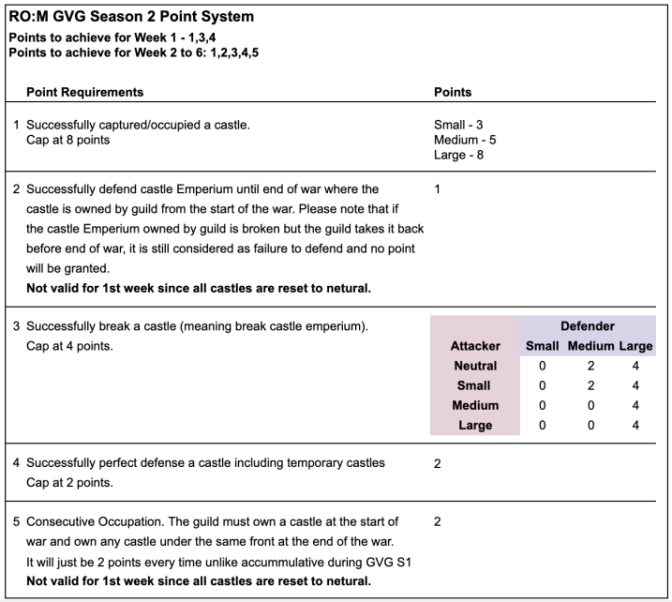 RO:M GVG Season 2 Point System
Points to achieve for Week 1 - 1,3,4
Points to achieve for Week 2 to 6: 1,2,3,4,5
Point Requirements Points
1 Successfully captured/occupied a castle. Small - 3
Cap at 8 points Medium - 5
Large - 8
2 Successfully defend castle Emperium until end of war where the 1
castle is owned by guild from the start of the war. Please note that if
the castle Emperium owned by guild is broken but the guild takes it back
before end of war, it is still considered as failure to defend and no point
will be granted.
Not valid for 1st week since all castles are reset to netural.
3 Successfully break a castle (meaning break castle emperium). Defender
Cap at 4 points. Attacker Small Medium Large
Neutral 0 2 4
Small 0 2 4
Medium 0 0 4
Large 0 0 4
4 Successfully perfect defense a castle including temporary castles 2
Cap at 2 points.
5 Consecutive Occupation. The guild must own a castle at the start of 2
war and own any castle under the same front at the end of the war.
It will just be 2 points every time unlike accummulative during GVG S1
Not valid for 1st week since all castles are reset to netural.